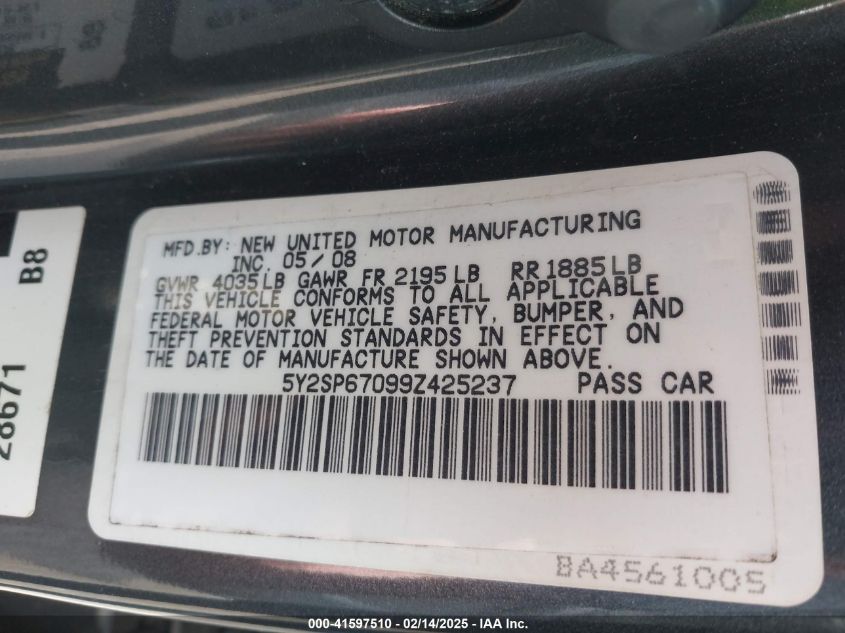 MFD.BY: NEW UNITED MOTOR MANUFACTURING
INC. 05/08
GVWR 4035LB GAWR FR 2195LB RR 1885LB
THIS VEHICLE CONFORMS TO ALL APPLICABLE
FEDERAL MOTOR VEHICLE SAFETY, BUMPER, AND
THEFT PREVENTION STANDARDS IN EFFECT ON
THE DATE OF MANUFACTURE SHOWN ABOVE.
5Y2SP67099Z425237 PASS CAR
BA4561005
B8
28671
000-41597510 - 02/14/2025 - IAA Inc.